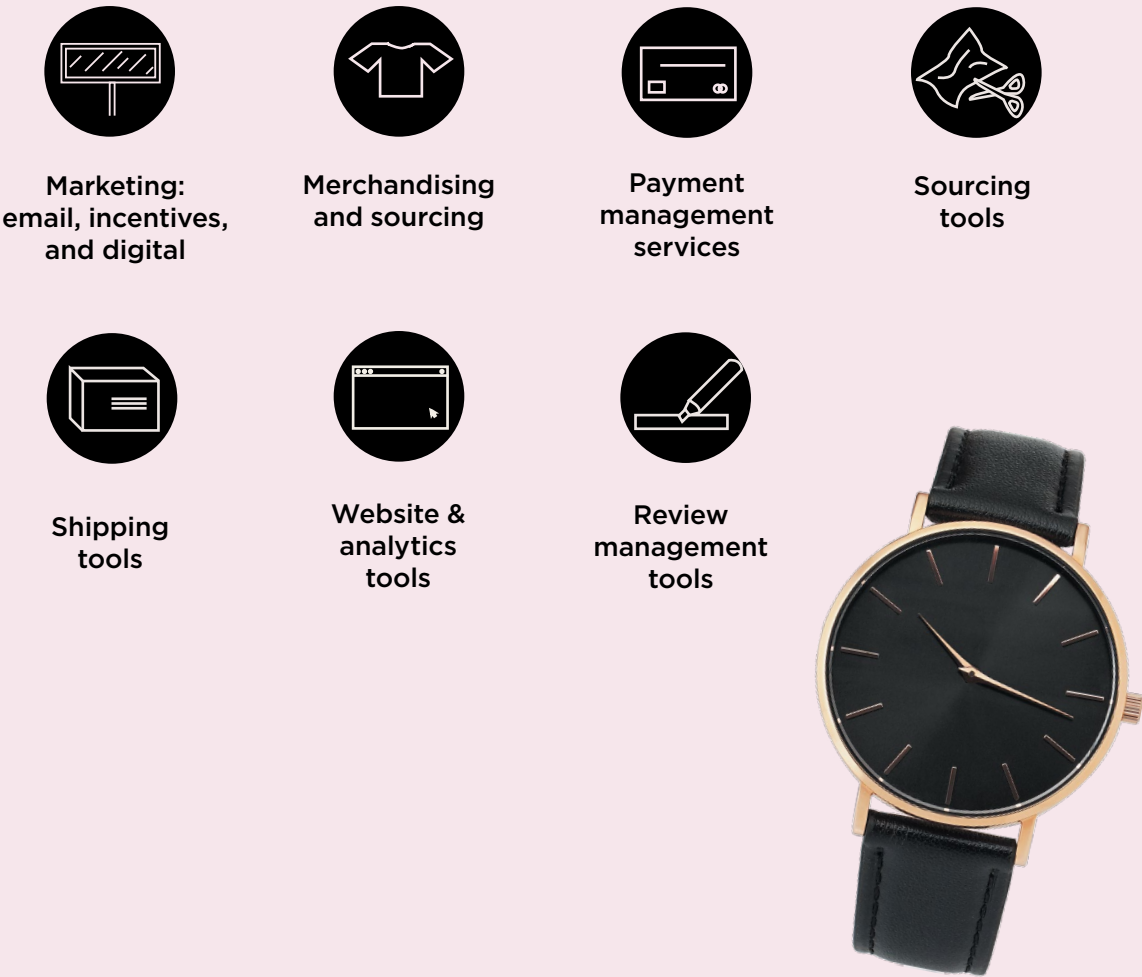 Marketing:
email, incentives,
and digital
Merchandising
and sourcing
Payment
management
services
Sourcing
tools
Shipping
tools
Website &
analytics
tools
Review
management
tools